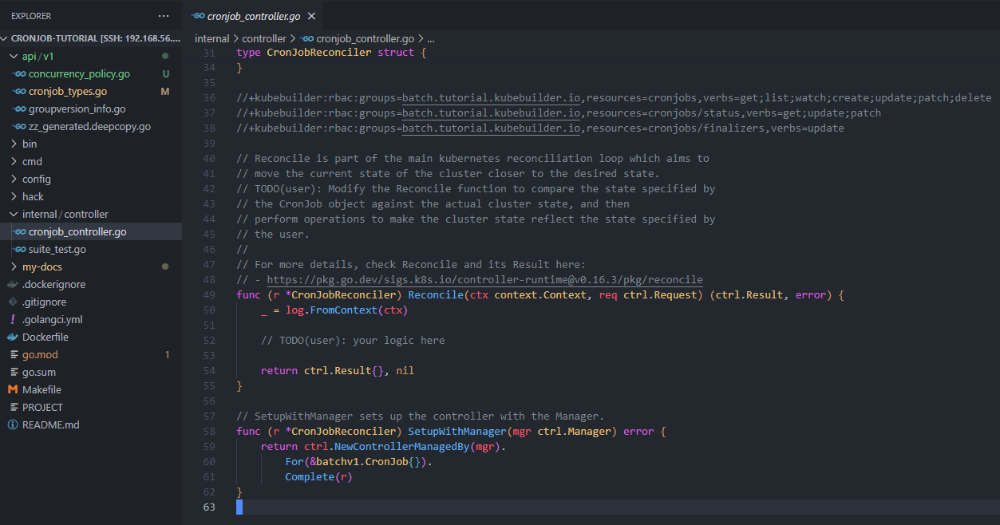 EXPLORER
...
CRONJOB-TUTORIAL [SSH: 192.168.56....
api/v1
concurrency_policy.go U
cronjob_types.go M
groupversion_info.go
zz_generated.deepcopy.go
bin
cmd
config
hack
internal/controller
cronjob_controller.go
suite_test.go
my-docs
.dockerignore
.gitignore
.golangci.yml
Dockerfile
go.mod 1
go.sum
Makefile
PROJECT
README.md
cronjob_controller.go
internal > controller > cronjob_controller.go > ...
31 type CronJobReconciler struct {
34 }
35
36 //+kubebuilder:rbac:groups=batch.tutorial.kubebuilder.io,resources=cronjobs,verbs=get;list;watch;create;update;patch;delete
37 //+kubebuilder:rbac:groups=batch.tutorial.kubebuilder.io,resources=cronjobs/status,verbs=get;update;patch
38 //+kubebuilder:rbac:groups=batch.tutorial.kubebuilder.io,resources=cronjobs/finalizers,verbs=update
39
40 // Reconcile is part of the main kubernetes reconciliation loop which aims to
41 // move the current state of the cluster closer to the desired state.
42 // TODO(user): Modify the Reconcile function to compare the state specified by
43 // the CronJob object against the actual cluster state, and then
44 // perform operations to make the cluster state reflect the state specified by
45 // the user.
46 //
47 // For more details, check Reconcile and its Result here:
48 // - https://pkg.go.dev/sigs.k8s.io/controller-runtime@v0.16.3/pkg/reconcile
49 func (r *CronJobReconciler) Reconcile(ctx context.Context, req ctrl.Request) (ctrl.Result, error) {
50 _ = log.FromContext(ctx)
51
52 // TODO(user): your logic here
53
54 return ctrl.Result{}, nil
55 }
56
57 // SetupWithManager sets up the controller with the Manager.
58 func (r *CronJobReconciler) SetupWithManager(mgr ctrl.Manager) error {
59 return ctrl.NewControllerManagedBy(mgr).
60 For(&batchv1.CronJob{}).
61 Complete(r)
62 }
63